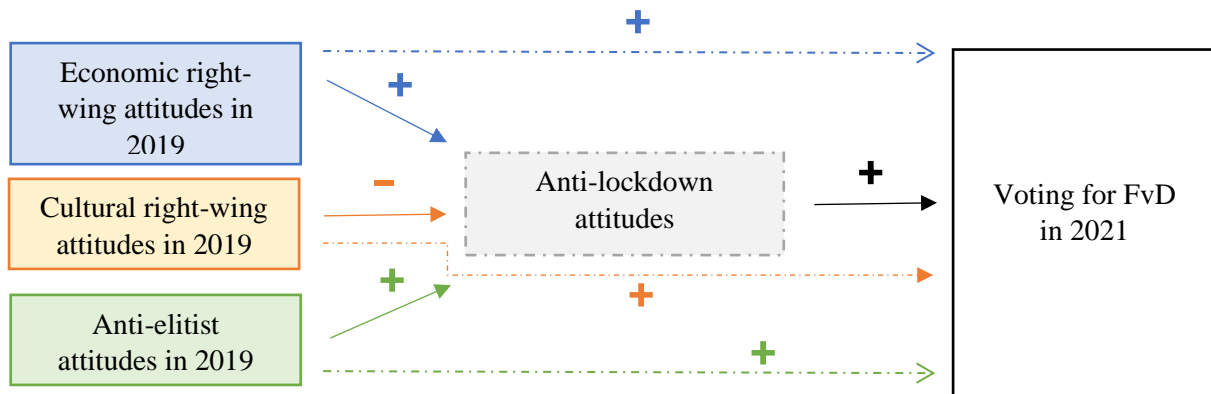 +
Economic right-
wing attitudes in
2019
+
Anti-lockdown
attitudes
+
Voting for FvD
in 2021
−
Cultural right-wing
attitudes in 2019
+
+
Anti-elitist
attitudes in 2019
+